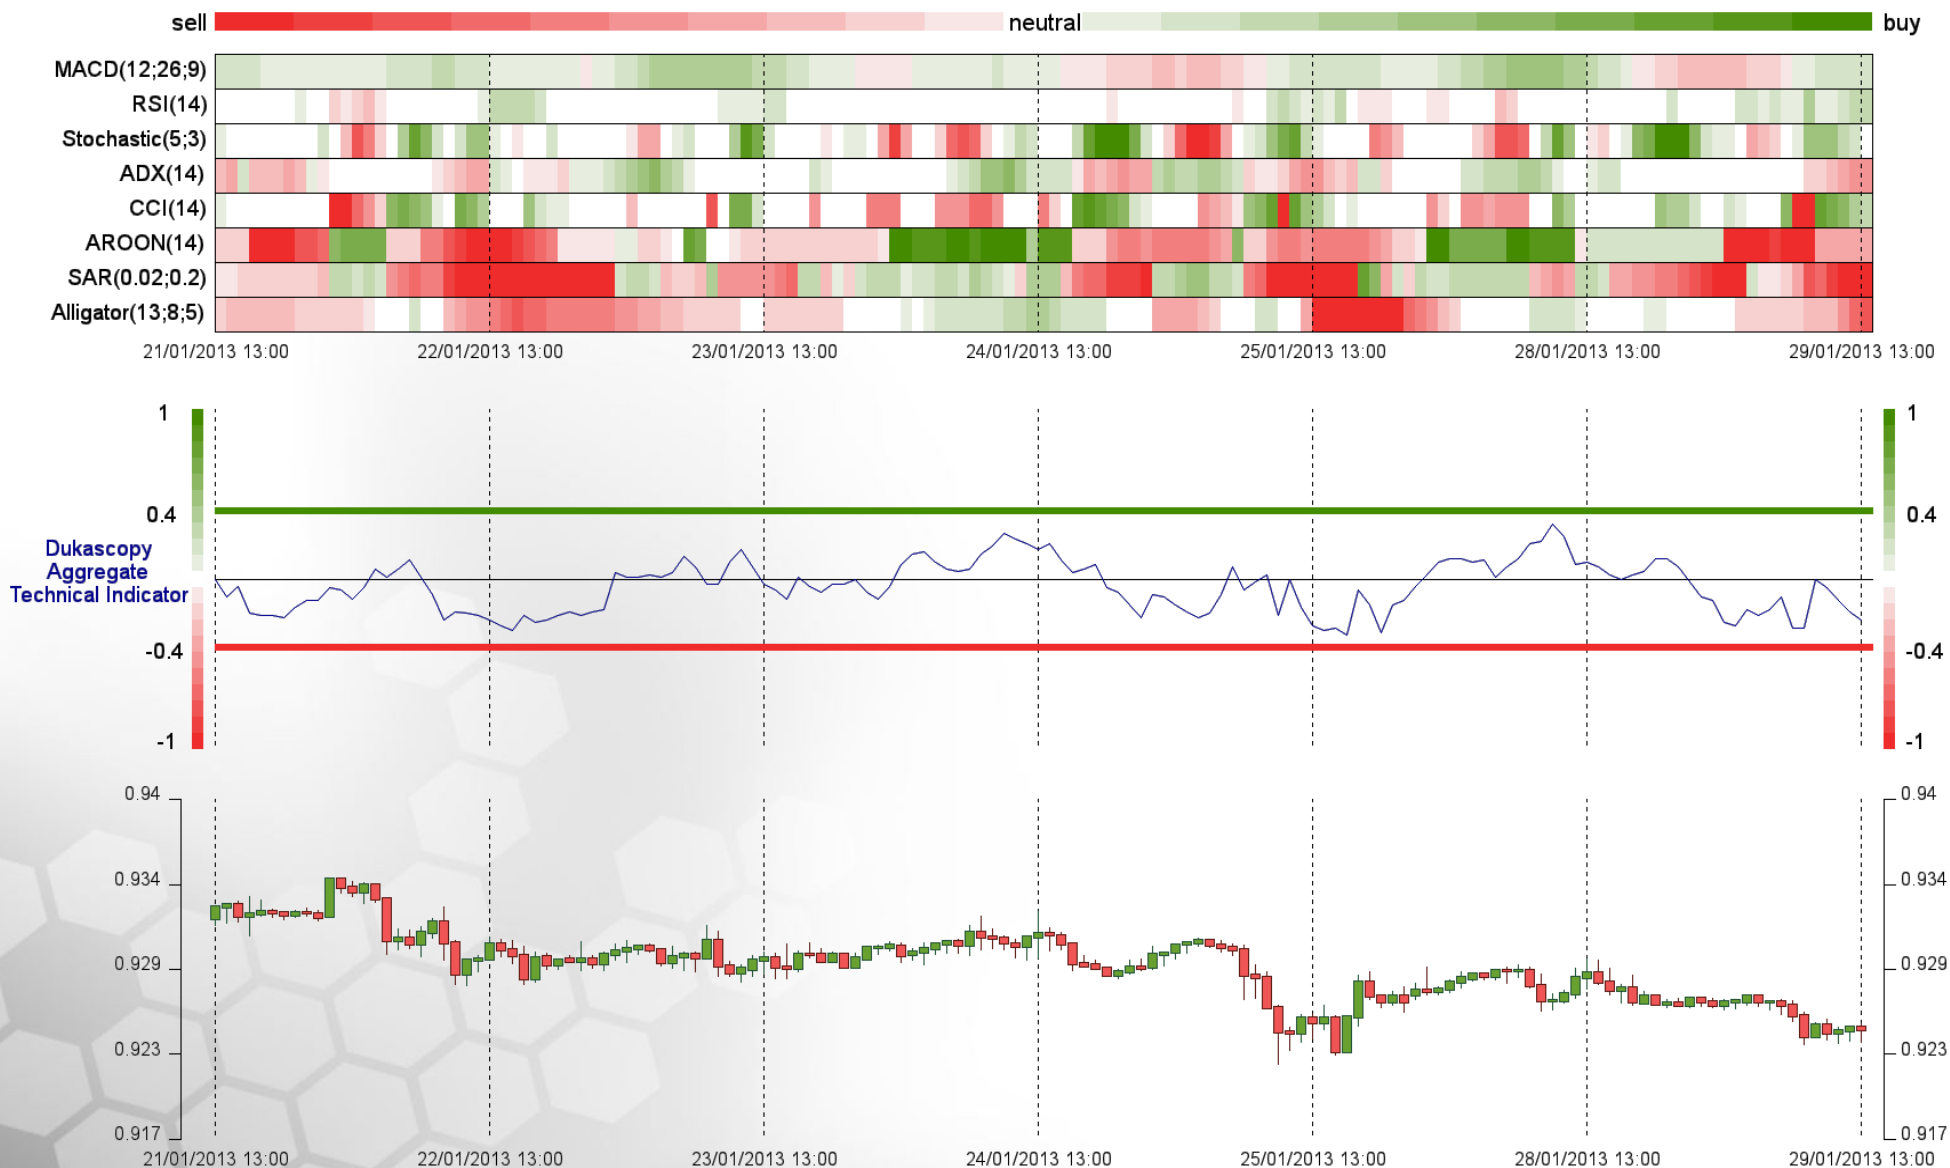 sell neutral buy
MACD(12;26;9)
RSI(14)
Stochastic(5;3)
ADX(14)
CCI(14)
AROON(14)
SAR(0.02;0.2)
Alligator(13;8;5)
21/01/2013 13:00 22/01/2013 13:00 23/01/2013 13:00 24/01/2013 13:00 25/01/2013 13:00 28/01/2013 13:00 29/01/2013 13:00
1 1
0.4 0.4
Dukascopy
Aggregate
Technical Indicator
-0.4 -0.4
-1 -1
0.94 0.94
0.934 0.934
0.929 0.929
0.923 0.923
0.917 0.917
21/01/2013 13:00 22/01/2013 13:00 23/01/2013 13:00 24/01/2013 13:00 25/01/2013 13:00 28/01/2013 13:00 29/01/2013 13:00